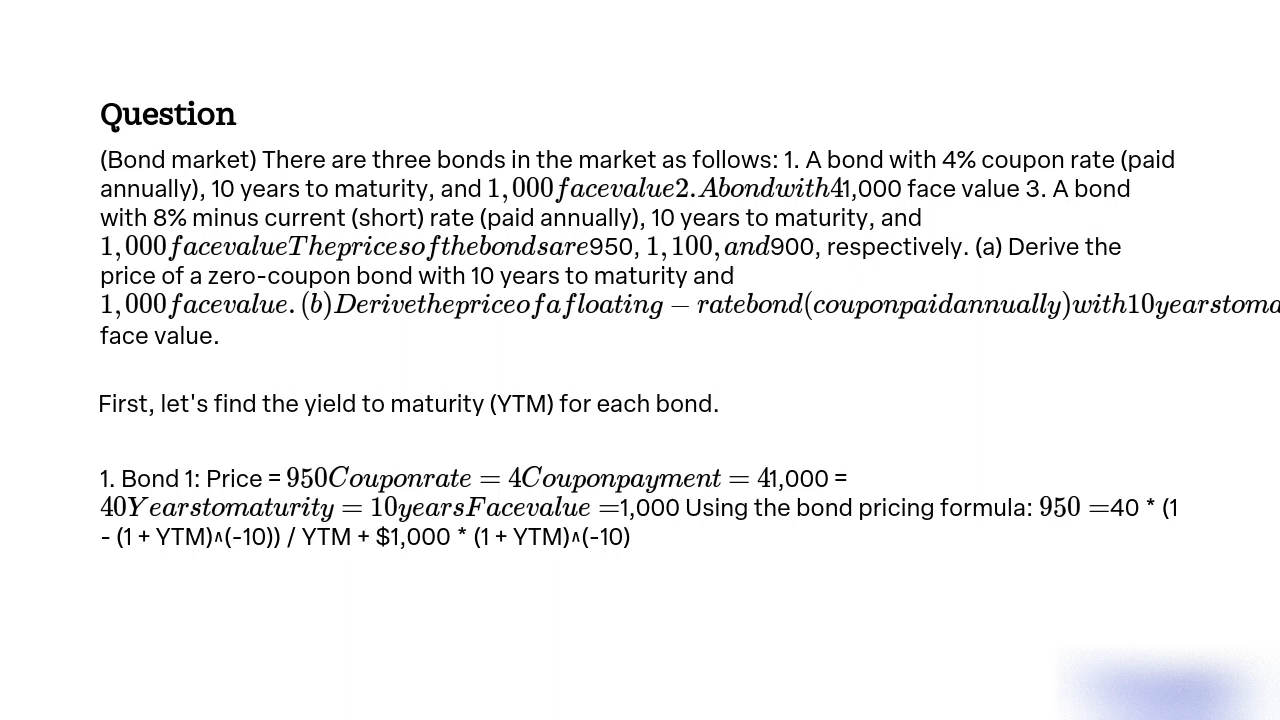 Question
(Bond market) There are three bonds in the market as follows: 1. A bond with 4% coupon rate (paid
annually), 10 years to maturity, and 1,000facevalue2.Abondwith41,000 face value 3. A bond
with 8% minus current (short) rate (paid annually), 10 years to maturity, and
1,000facevalueThepricesofthebondsare950, 1,100,and900, respectively. (a) Derive the
price of a zero-coupon bond with 10 years to maturity and
1,000facevalue.(b)Derivethepriceofafloating-ratebond(couponpaidannually)with10yearstoma
face value.
First, let's find the yield to maturity (YTM) for each bond.
1. Bond 1: Price = 950Couponrate=4Couponpayment=41,000 =
40Yearstomaturity=10yearsFacevalue=1,000 Using the bond pricing formula: 950=40 * (1
- (1 + YTM)^(-10)) / YTM + $1,000 * (1 + YTM)^(-10)